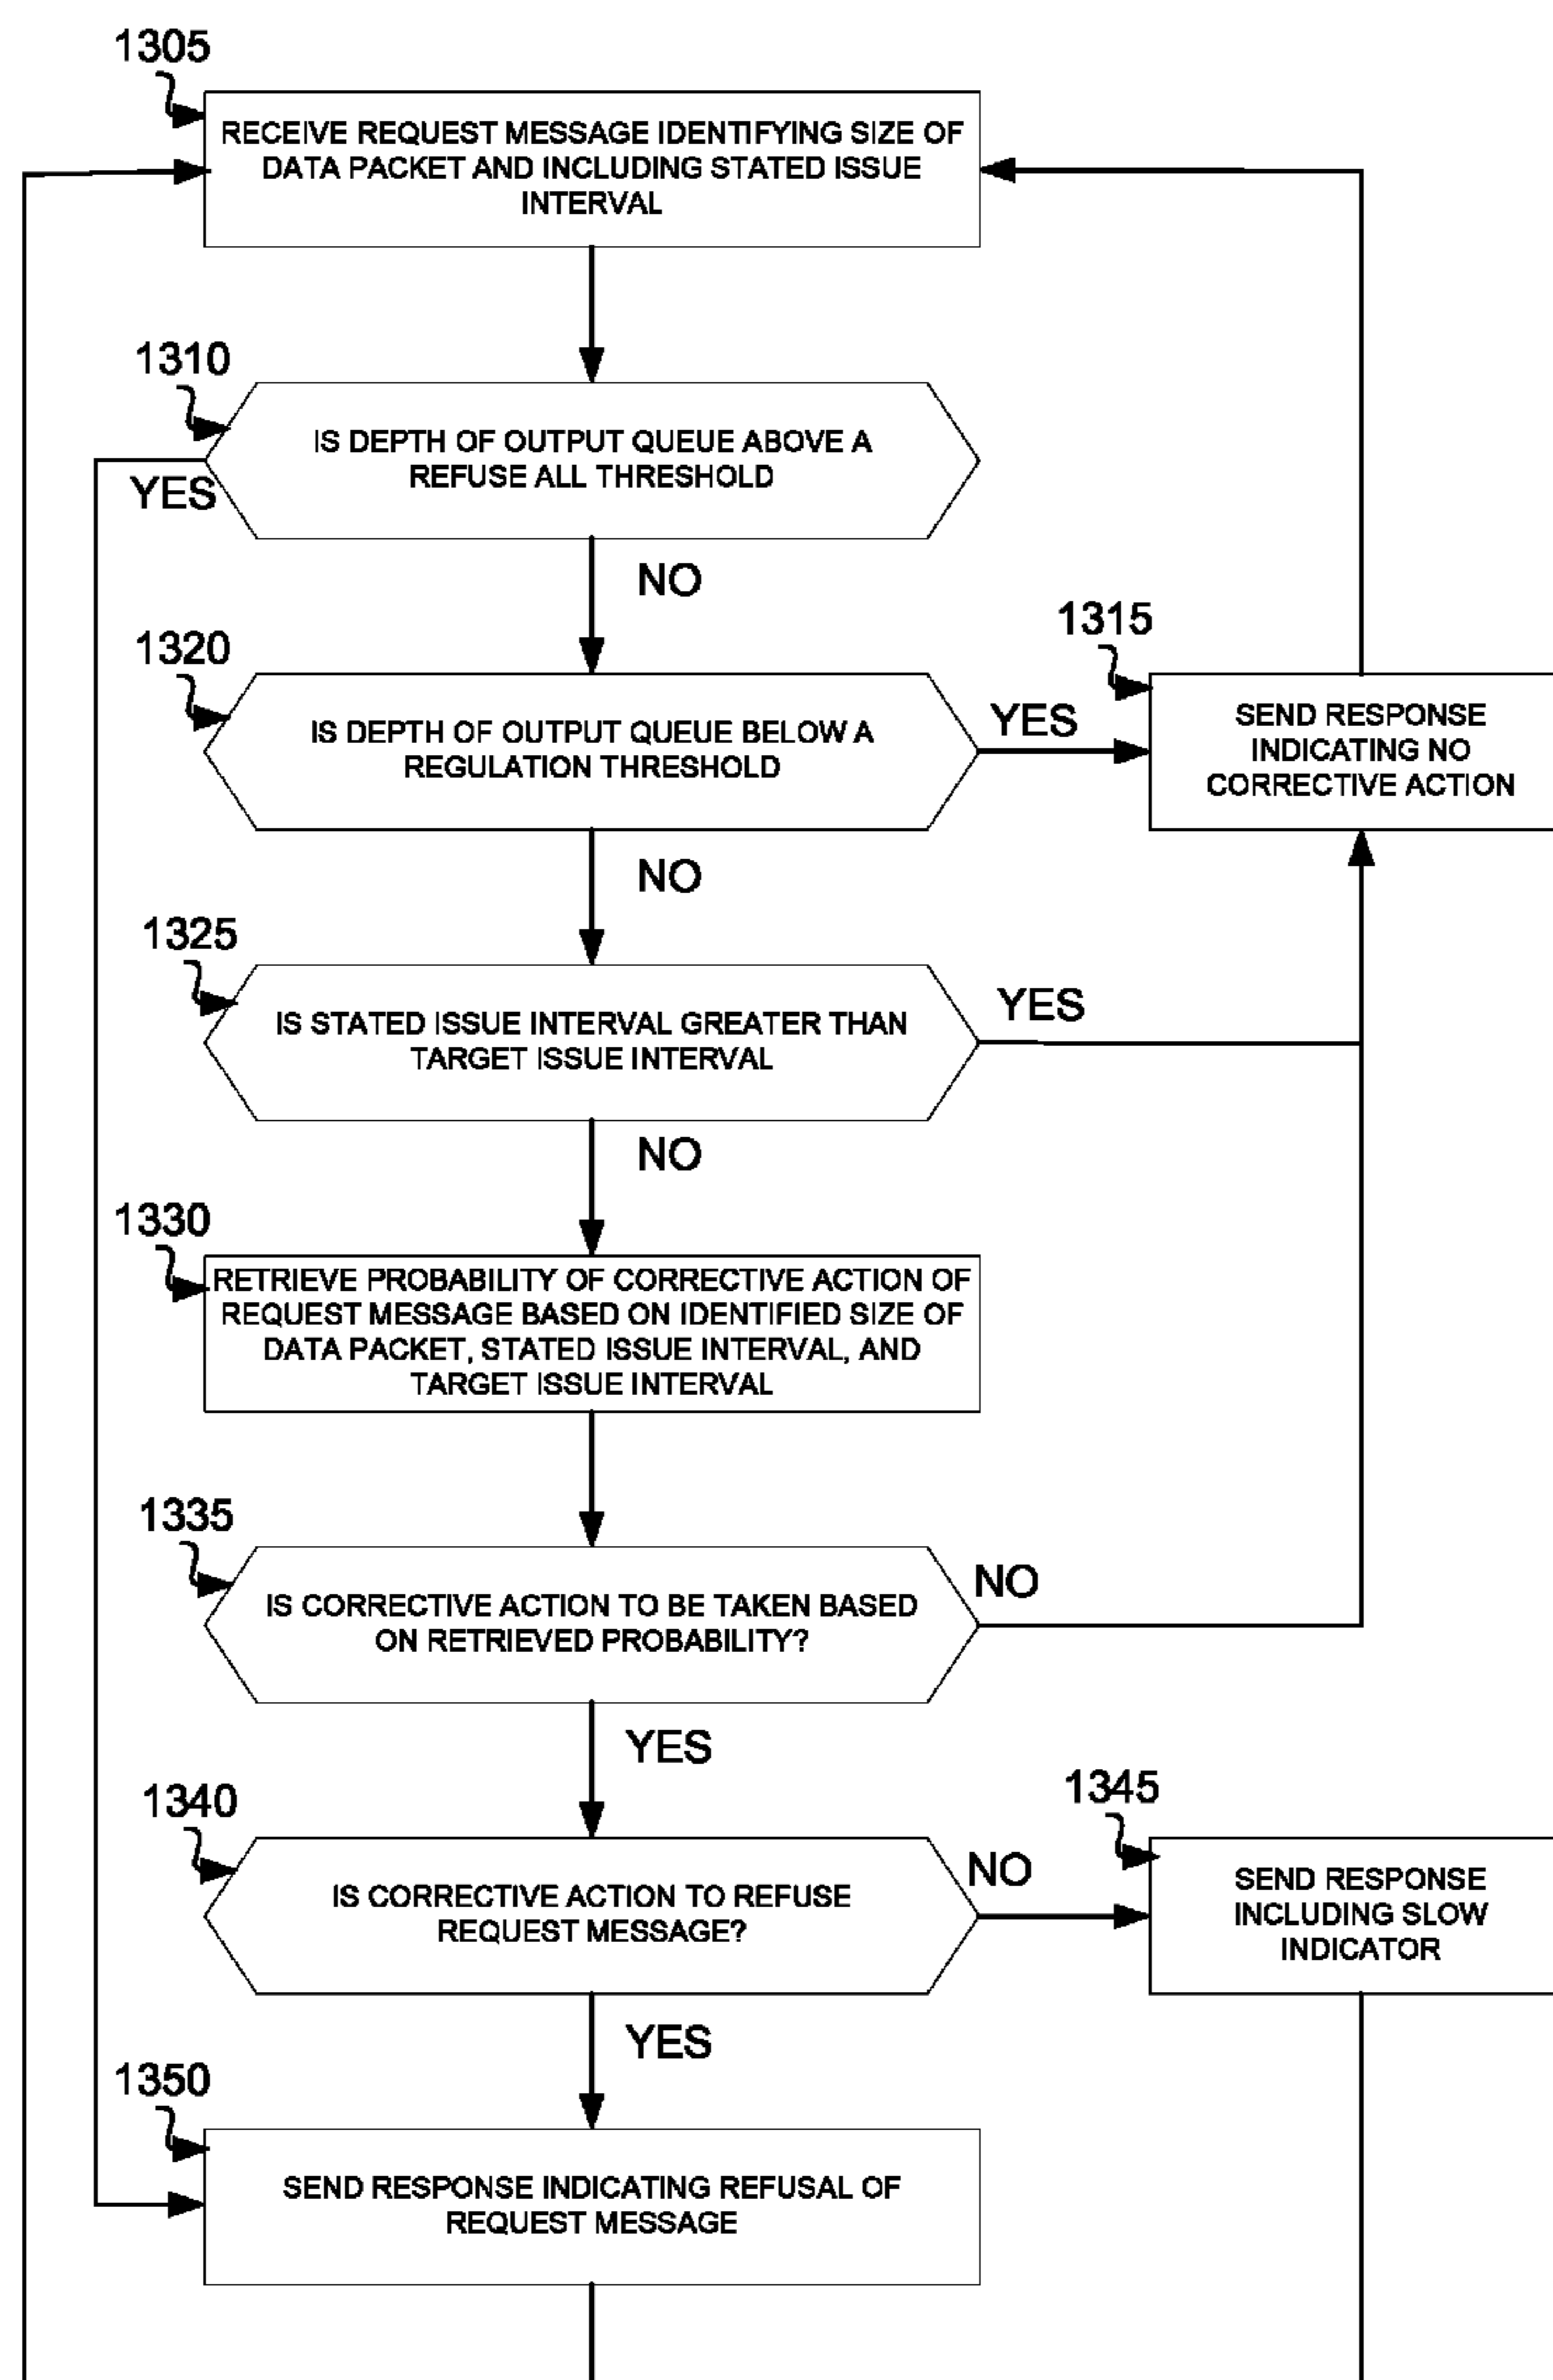 1305
RECEIVE REQUEST MESSAGE IDENTIFYING SIZE OF
DATA PACKET AND INCLUDING STATED ISSUE
INTERVAL
1310
IS DEPTH OF OUTPUT QUEUE ABOVE A
REFUSE ALL THRESHOLD
YES
NO
1320
IS DEPTH OF OUTPUT QUEUE BELOW A
REGULATION THRESHOLD
YES
1315
SEND RESPONSE
INDICATING NO
CORRECTIVE ACTION
NO
1325
IS STATED ISSUE INTERVAL GREATER THAN
TARGET ISSUE INTERVAL
YES
NO
1330
RETRIEVE PROBABILITY OF CORRECTIVE ACTION OF
REQUEST MESSAGE BASED ON IDENTIFIED SIZE OF
DATA PACKET, STATED ISSUE INTERVAL, AND
TARGET ISSUE INTERVAL
1335
IS CORRECTIVE ACTION TO BE TAKEN BASED
ON RETRIEVED PROBABILITY?
NO
YES
1340
IS CORRECTIVE ACTION TO REFUSE
REQUEST MESSAGE?
NO
1345
SEND RESPONSE
INCLUDING SLOW
INDICATOR
YES
1350
SEND RESPONSE INDICATING REFUSAL OF
REQUEST MESSAGE